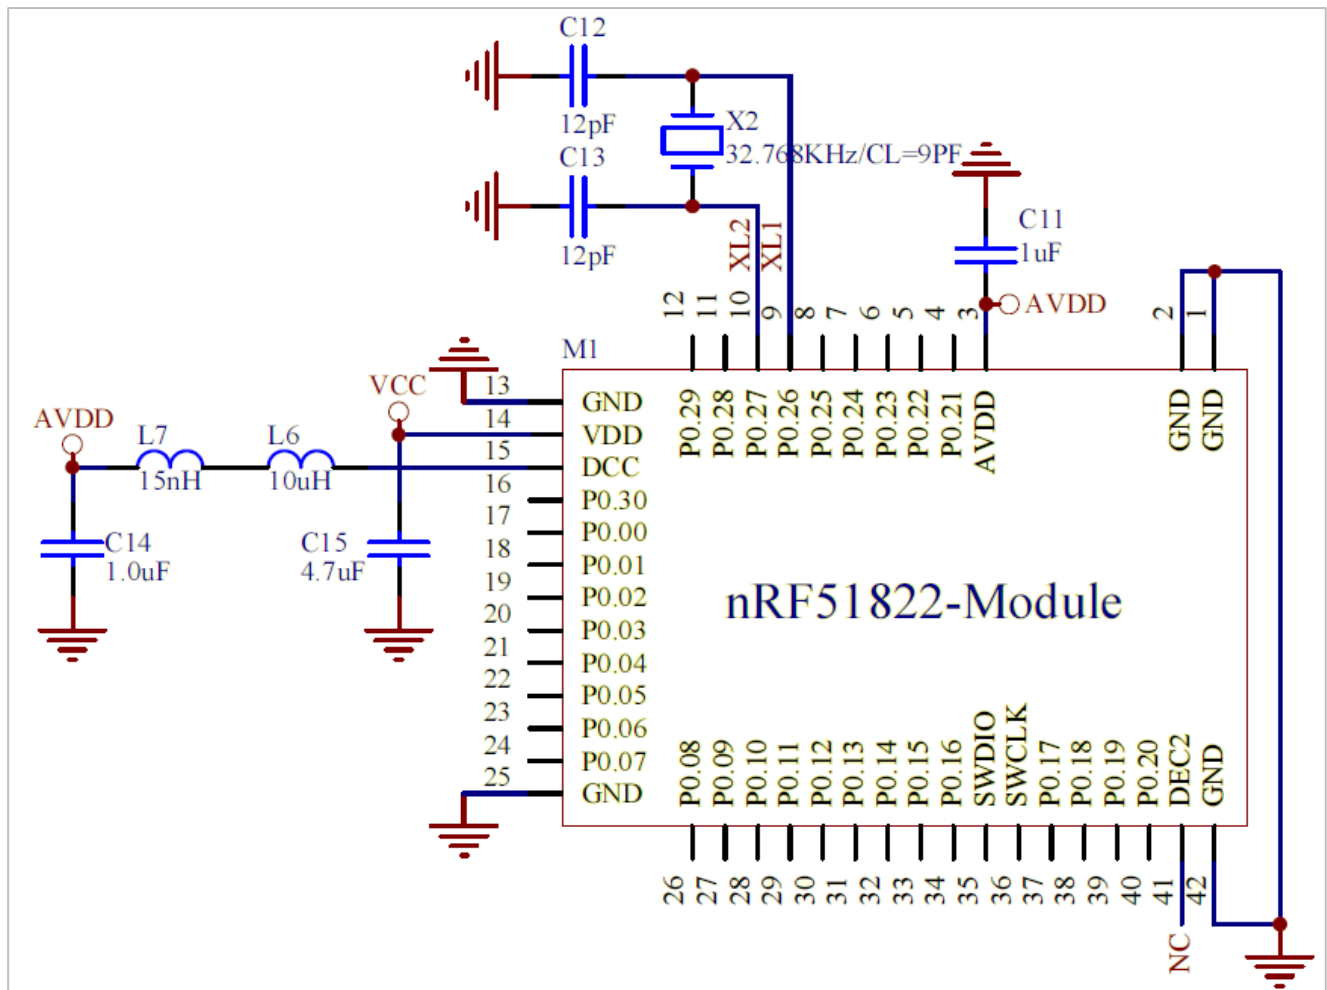 C12
12pF
X2
32.768KHz/CL=9PF
C13
12pF
XL2
XL1
C11
1uF
AVDD
12
11
10
9
8
7
6
5
4
3
2
1
M1
P0.29
P0.28
P0.27
P0.26
P0.25
P0.24
P0.23
P0.22
P0.21
AVDD
GND
GND
VCC
AVDD
L7
15nH
L6
10uH
C14
1.0uF
C15
4.7uF
13 GND
14 VDD
15 DCC
16 P0.30
17 P0.00
18 P0.01
19 P0.02
20 P0.03
21 P0.04
22 P0.05
23 P0.06
24 P0.07
25 GND
nRF51822-Module
P0.08
P0.09
P0.10
P0.11
P0.12
P0.13
P0.14
P0.15
P0.16
SWDIO
SWCLK
P0.17
P0.18
P0.19
P0.20
DEC2
GND
26
27
28
29
30
31
32
33
34
35
36
37
38
39
40
41
42
NC